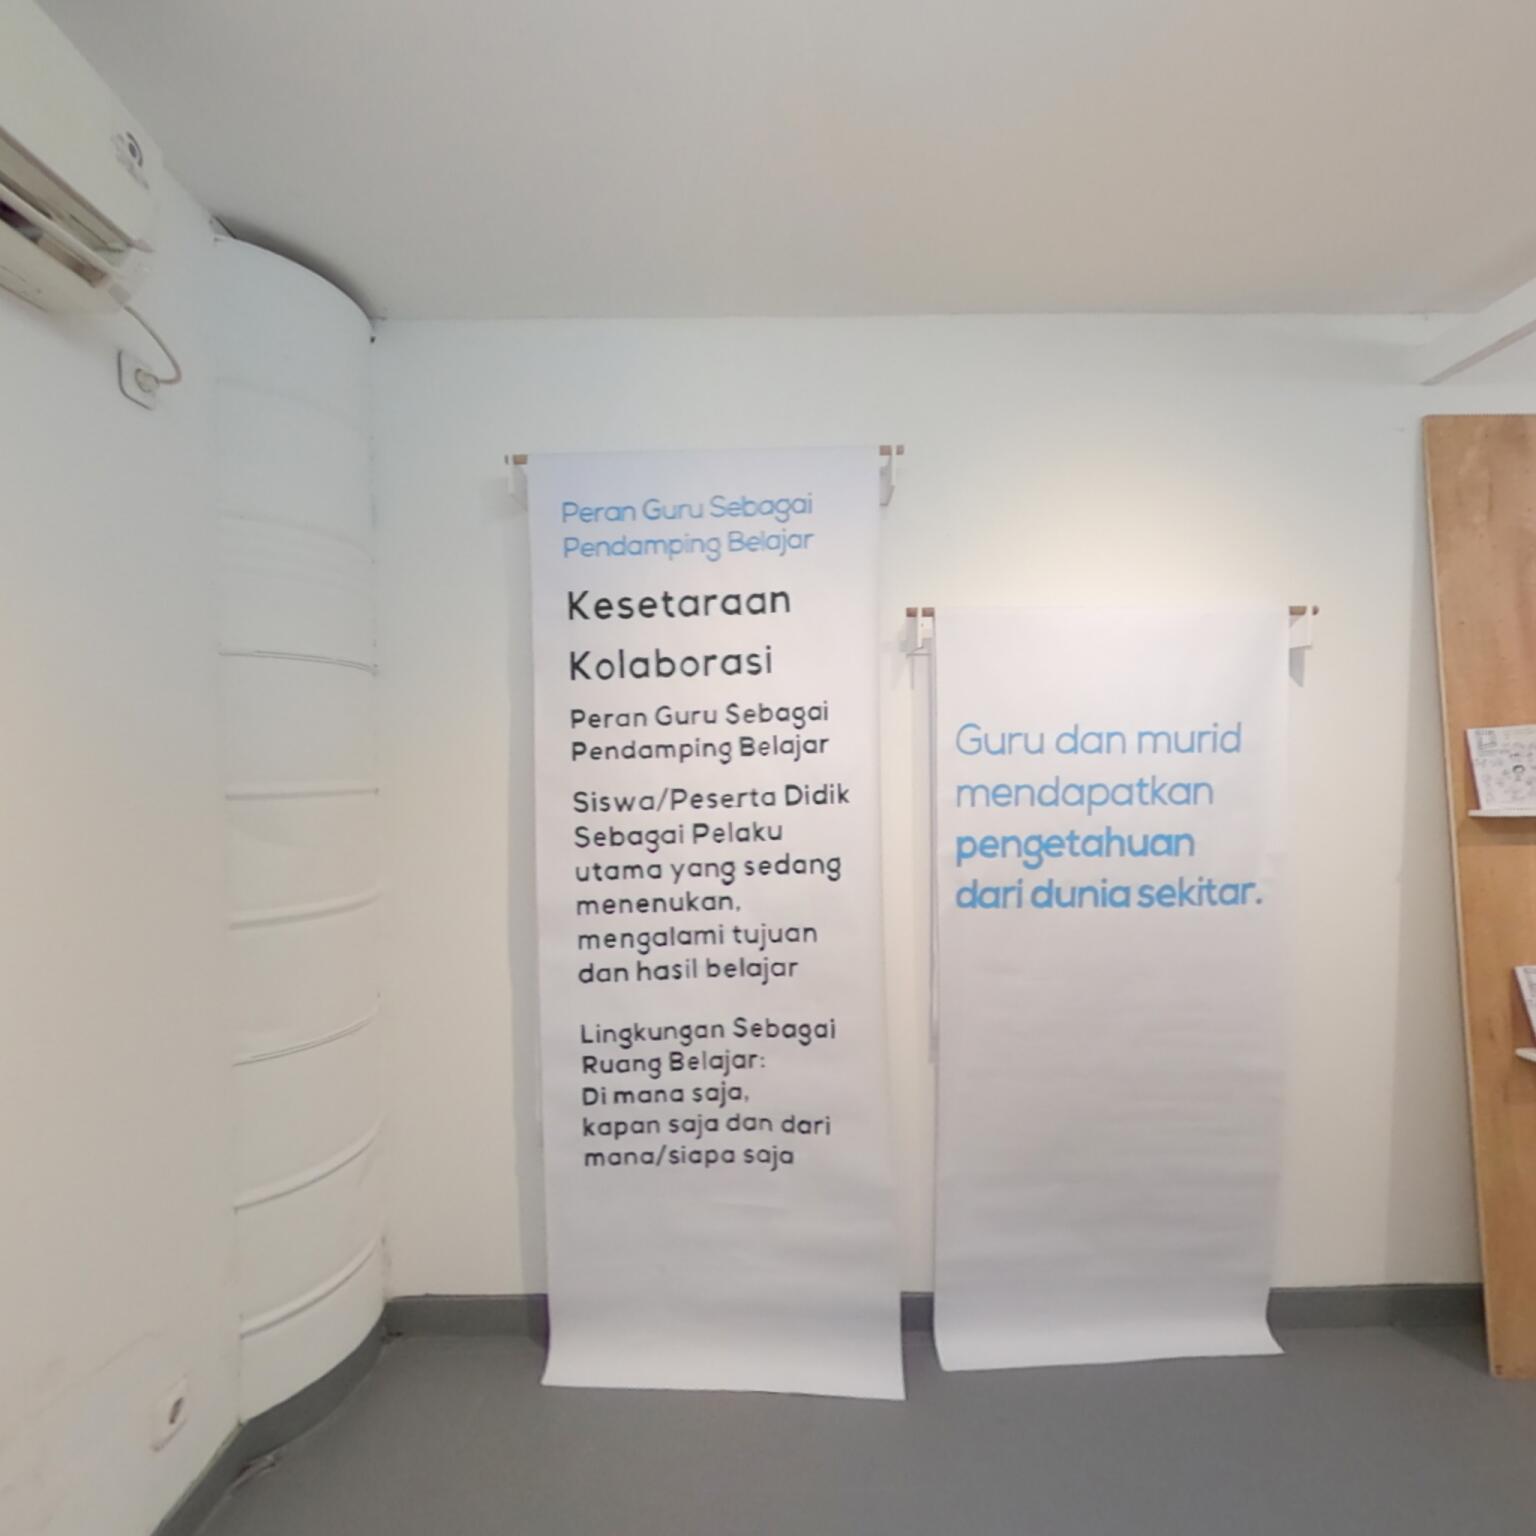 Peran Guru Sebagai
Pendamping Belajar
Kesetaraan
Kolaborasi
Peran Guru Sebagai
Pendamping Belajar
Siswa/Peserta Didik
Sebagai Pelaku
utama yang sedang
menenukan,
mengalami tujuan
dan hasil belajar
Lingkungan Sebagai
Ruang Belajar:
Di mana saja,
kapan saja dan dari
mana/siapa saja
Guru dan murid
mendapatkan
pengetahuan
dari dunia sekitar.